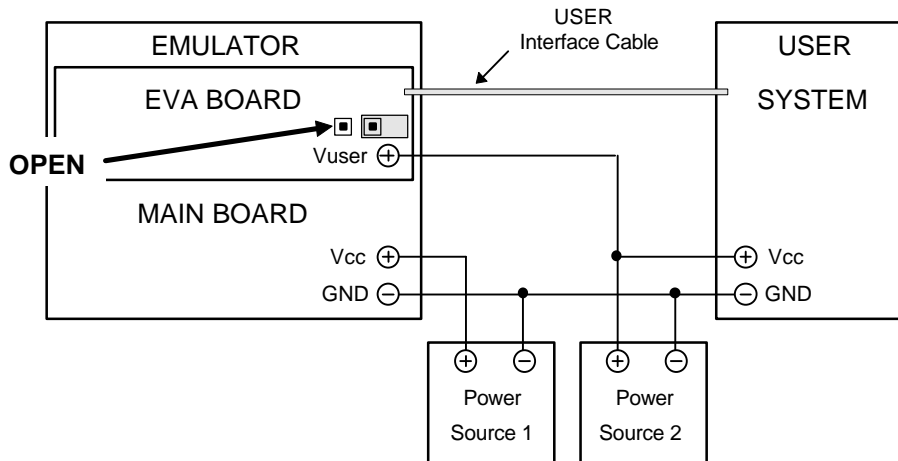 USER
Interface Cable
EMULATOR
EVA BOARD
OPEN
Vuser
MAIN BOARD
Vcc
GND
USER
SYSTEM
Vcc
GND
Power
Source 1
Power
Source 2